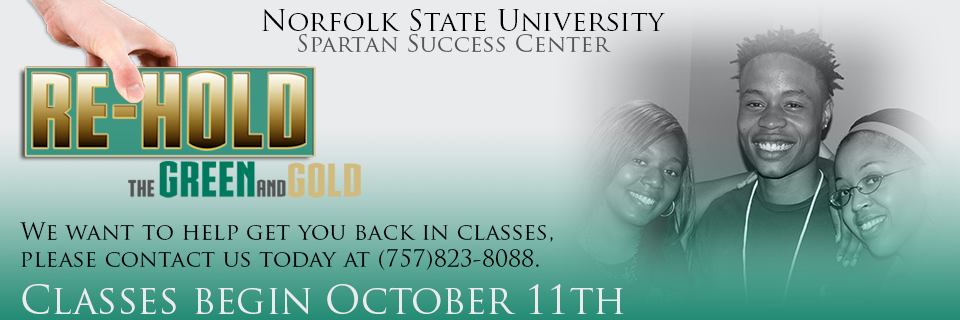 Norfolk State University
Spartan Success Center
RE-HOLD
THE GREEN AND GOLD
We want to help get you back in classes,
please contact us today at (757)823-8088.
Classes begin October 11th